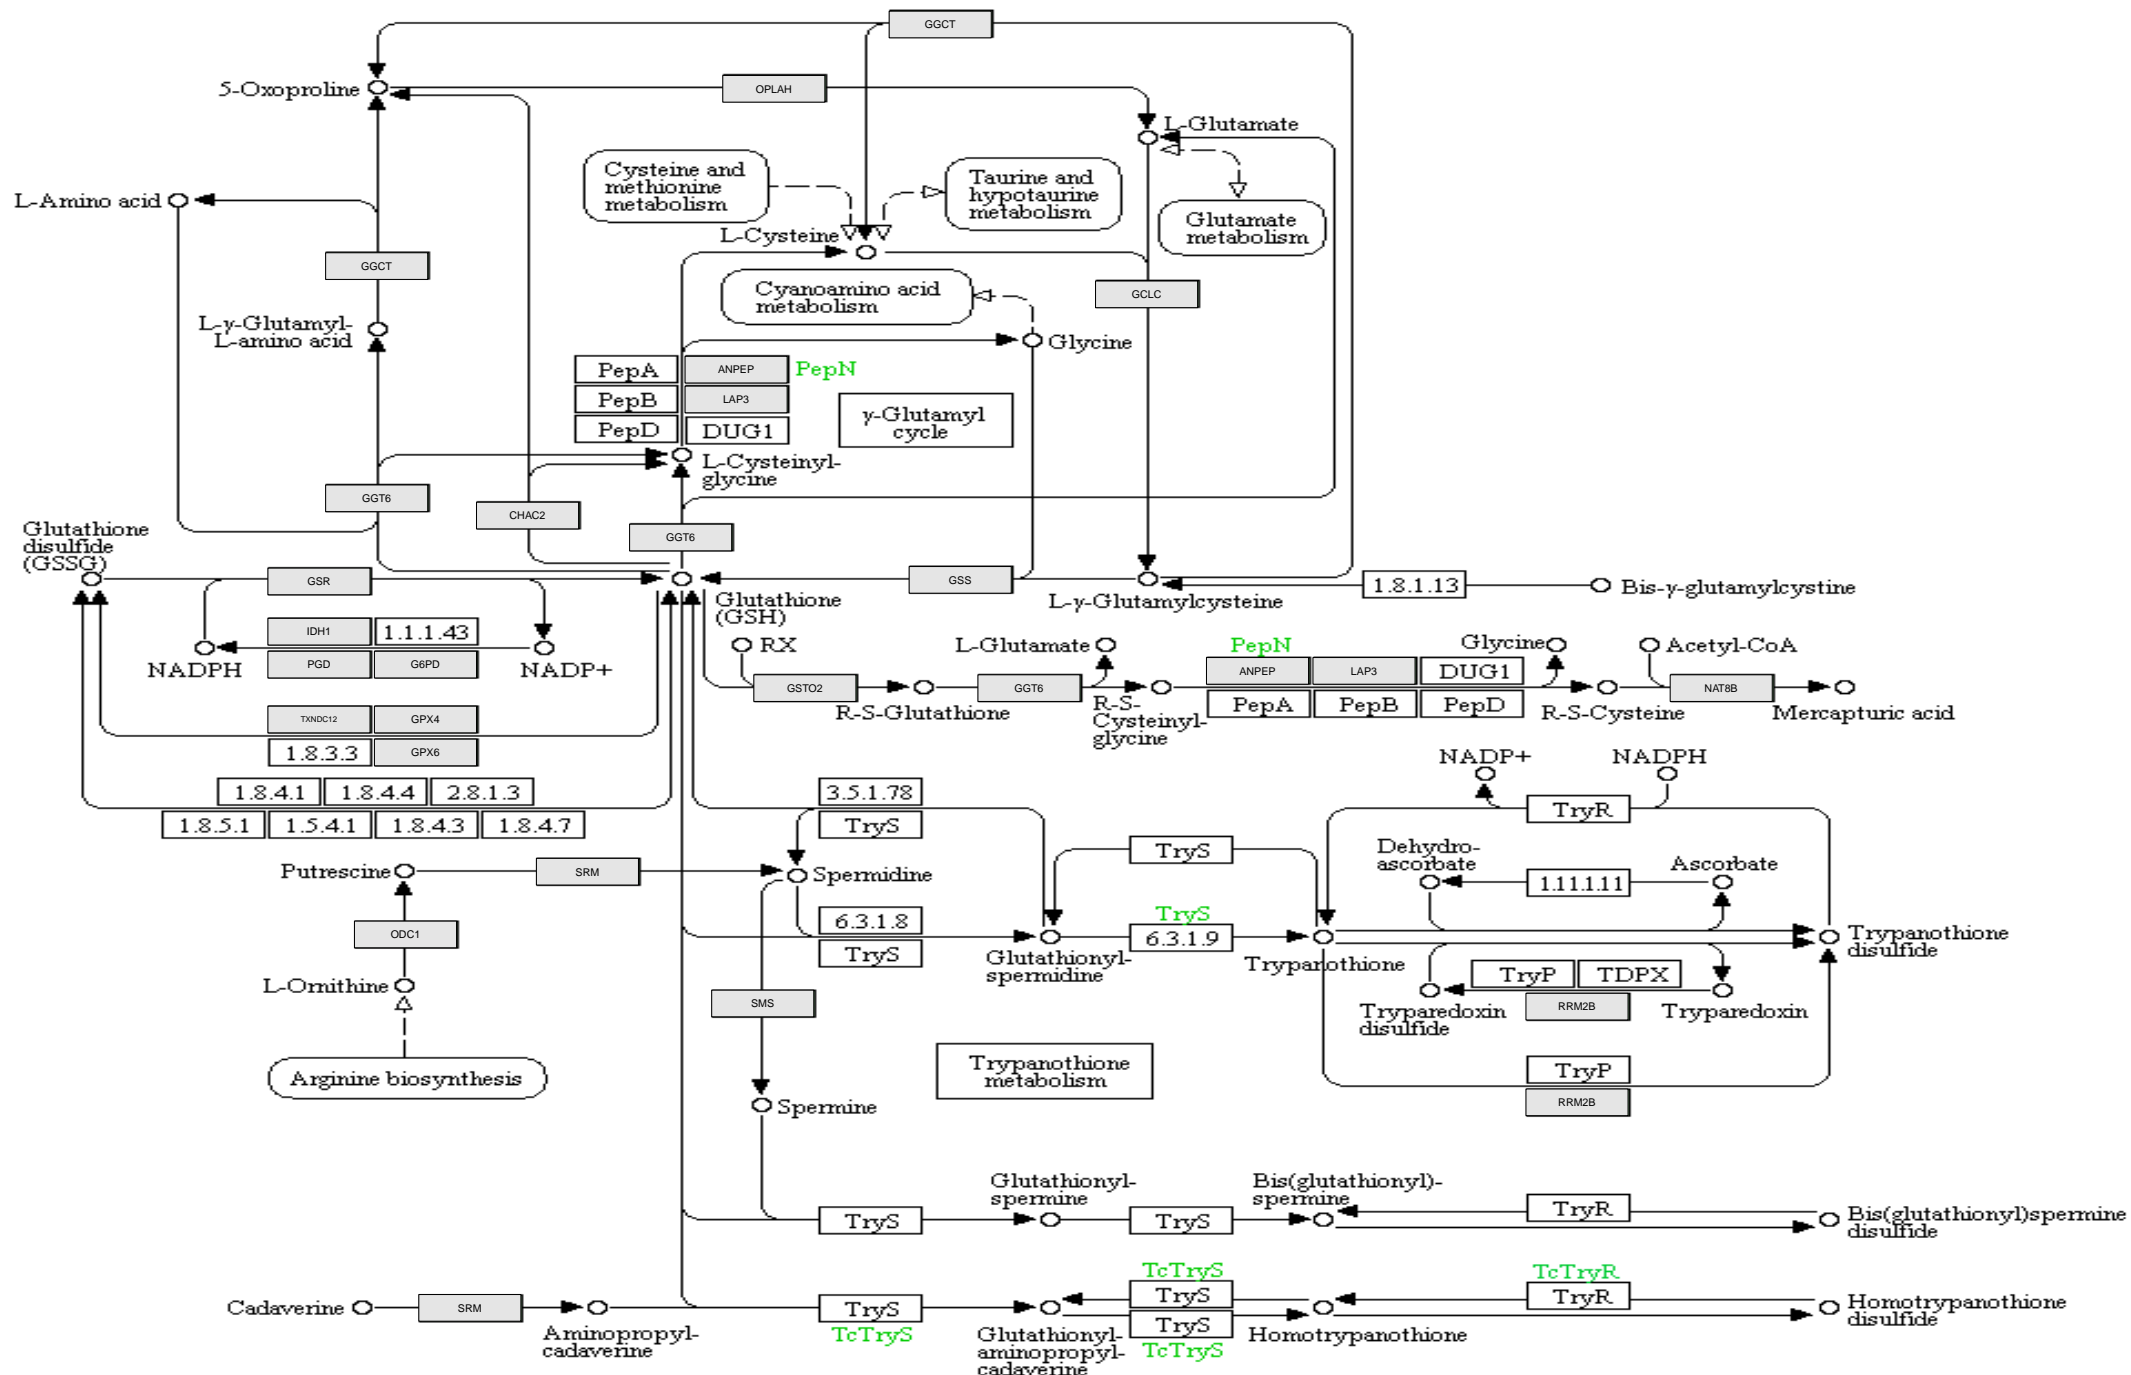 GGCT
5-Oxoproline
OPLAH
L-Glutamate
Cysteine and
methionine
metabolism
Taurine and
hypotaurine
metabolism
L-Amino acid
Glutamate
metabolism
L-Cysteine
GGCT
Cyanoamino acid
metabolism
GCLC
L-γ-Glutamyl-
L-amino acid
Glycine
PepA
ANPEP
PepN
PepB
LAP3
γ-Glutamyl
cycle
PepD
DUG1
L-Cysteinyl-
glycine
GGT6
CHAC2
GGT6
Glutathione
disulfide
(GSSG)
GSR
GSS
1.8.1.13
Bis-γ-glutamylcystine
Glutathione
(GSH)
L-γ-Glutamylcysteine
IDH1
1.1.1.43
NADPH
PGD
G6PD
NADP+
RX
L-Glutamate
PepN
Glycine
Acetyl-CoA
ANPEP
LAP3
DUG1
GSTO2
GGT6
NAT8B
R-S-Glutathione
R-S-
Cysteinyl-
glycine
PepA
PepB
PepD
R-S-Cysteine
Mercapturic acid
TXNDC12
GPX4
1.8.3.3
GPX6
NADP+
NADPH
1.8.4.1
1.8.4.4
2.8.1.3
3.5.1.78
TryR
1.8.5.1
1.5.4.1
1.8.4.3
1.8.4.7
TryS
TryS
Dehydro-
ascorbate
Ascorbate
Putrescine
SRM
Spermidine
1.11.1.11
6.3.1.8
TryS
ODC1
6.3.1.9
Trypanothione
disulfide
TryS
Glutathionyl-
spermidine
Trypanothione
L-Ornithine
TryP
TDPX
SMS
RRM2B
Tryparedoxin
disulfide
Tryparedoxin
Arginine biosynthesis
Trypanothione
metabolism
TryP
RRM2B
Spermine
Glutathionyl-
spermine
Bis(glutathionyl)-
spermine
TryS
TryS
TryR
Bis(glutathionyl)spermine
disulfide
TcTryS
TcTryR
Cadaverine
SRM
TryS
TryS
TryR
Homotrypanothione
disulfide
Aminopropyl-
cadaverine
TcTryS
Glutathionyl-
aminopropyl-
cadaverine
TryS
TcTryS
Homotrypanothione